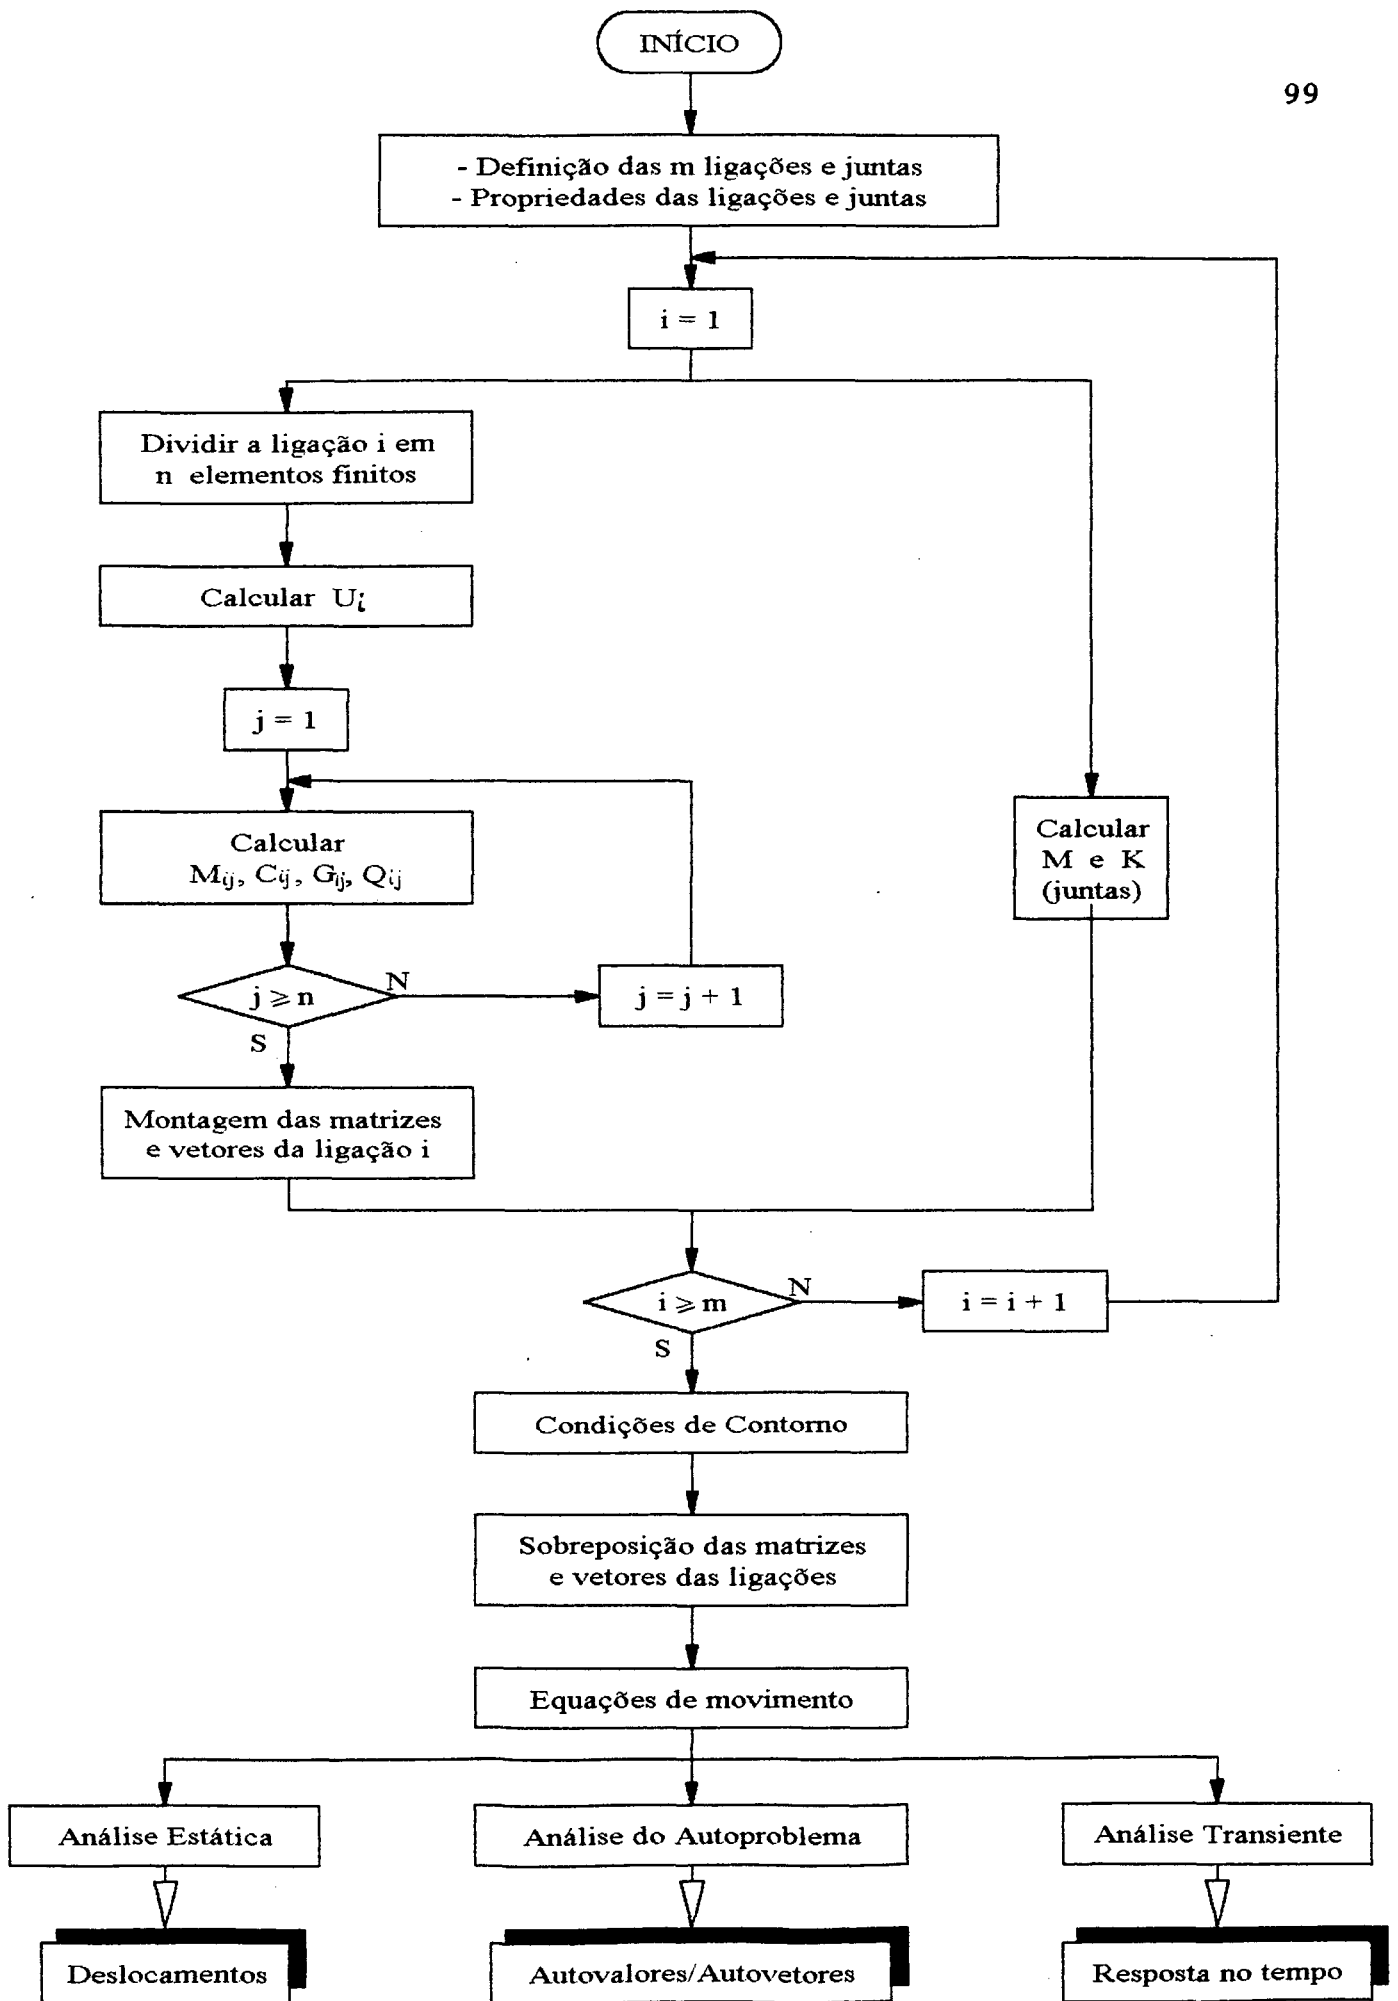 INÍCIO
99
- Definição das m ligações e juntas
- Propriedades das ligações e juntas
i = 1
Dividir a ligação i em
n elementos finitos
Calcular Ui
j = 1
Calcular
Mij, Cij, Gij, Qij
Calcular
M e K
(juntas)
j ⩾ n
N
j = j + 1
S
Montagem das matrizes
e vetores da ligação i
i ⩾ m
N
i = i + 1
S
Condições de Contorno
Sobreposição das matrizes
e vetores das ligações
Equações de movimento
Análise Estática
Análise do Autoproblema
Análise Transiente
Deslocamentos
Autovalores/Autovetores
Resposta no tempo